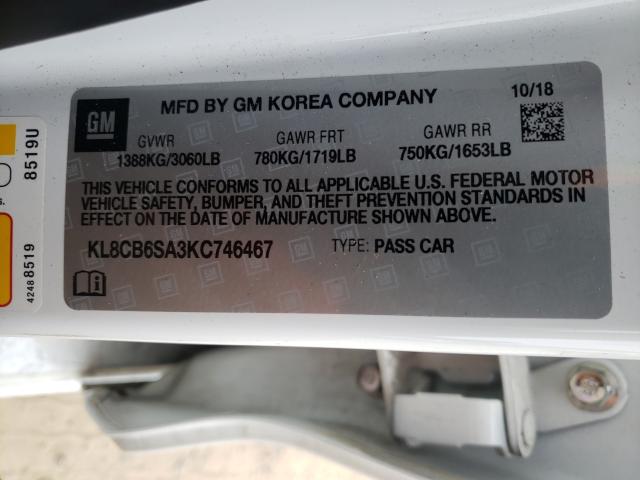 GM
MFD BY GM KOREA COMPANY
10/18
GVWR GAWR FRT GAWR RR
1388KG/3060LB 780KG/1719LB 750KG/1653LB
THIS VEHICLE CONFORMS TO ALL APPLICABLE U.S. FEDERAL MOTOR
VEHICLE SAFETY, BUMPER, AND THEFT PREVENTION STANDARDS IN
EFFECT ON THE DATE OF MANUFACTURE SHOWN ABOVE.
KL8CB6SA3KC746467 TYPE: PASS CAR
8519U
s.
42488519